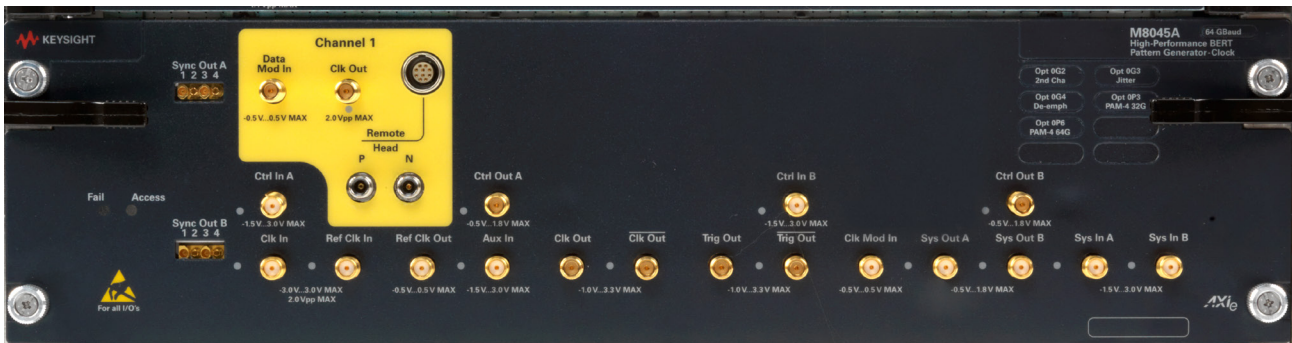 KEYSIGHT
M8045A
64 GBaud
High-Performance BERT
Pattern Generator-Clock
Channel 1
Sync Out A
1 2 3 4
Data
Mod In
Clk Out
-0.5 V...0.5 V MAX
2.0 Vpp MAX
Remote
Head
P
N
Opt 0G2
2nd Cha
Opt 0G3
Jitter
Opt 0G4
De-emph
Opt 0P3
PAM-4 32G
Opt 0P6
PAM-4 64G
Ctrl In A
Ctrl Out A
Ctrl In B
Ctrl Out B
Fail
Access
-1.5 V...3.0 V MAX
-0.5 V...1.8 V MAX
-1.5 V...3.0 V MAX
-0.5 V...1.8 V MAX
Sync Out B
1 2 3 4
Clk In
Ref Clk In
Ref Clk Out
Aux In
Clk Out
Clk Out
Trig Out
Trig Out
Clk Mod In
Sys Out A
Sys Out B
Sys In A
Sys In B
-3.0 V...3.0 V MAX
2.0 Vpp MAX
-0.5 V...0.5 V MAX
-1.5 V...3.0 V MAX
-1.0 V...3.3 V MAX
-1.0 V...3.3 V MAX
-0.5 V...0.5 V MAX
-0.5 V...1.8 V MAX
-1.5 V...3.0 V MAX
For all I/O's
AXIe